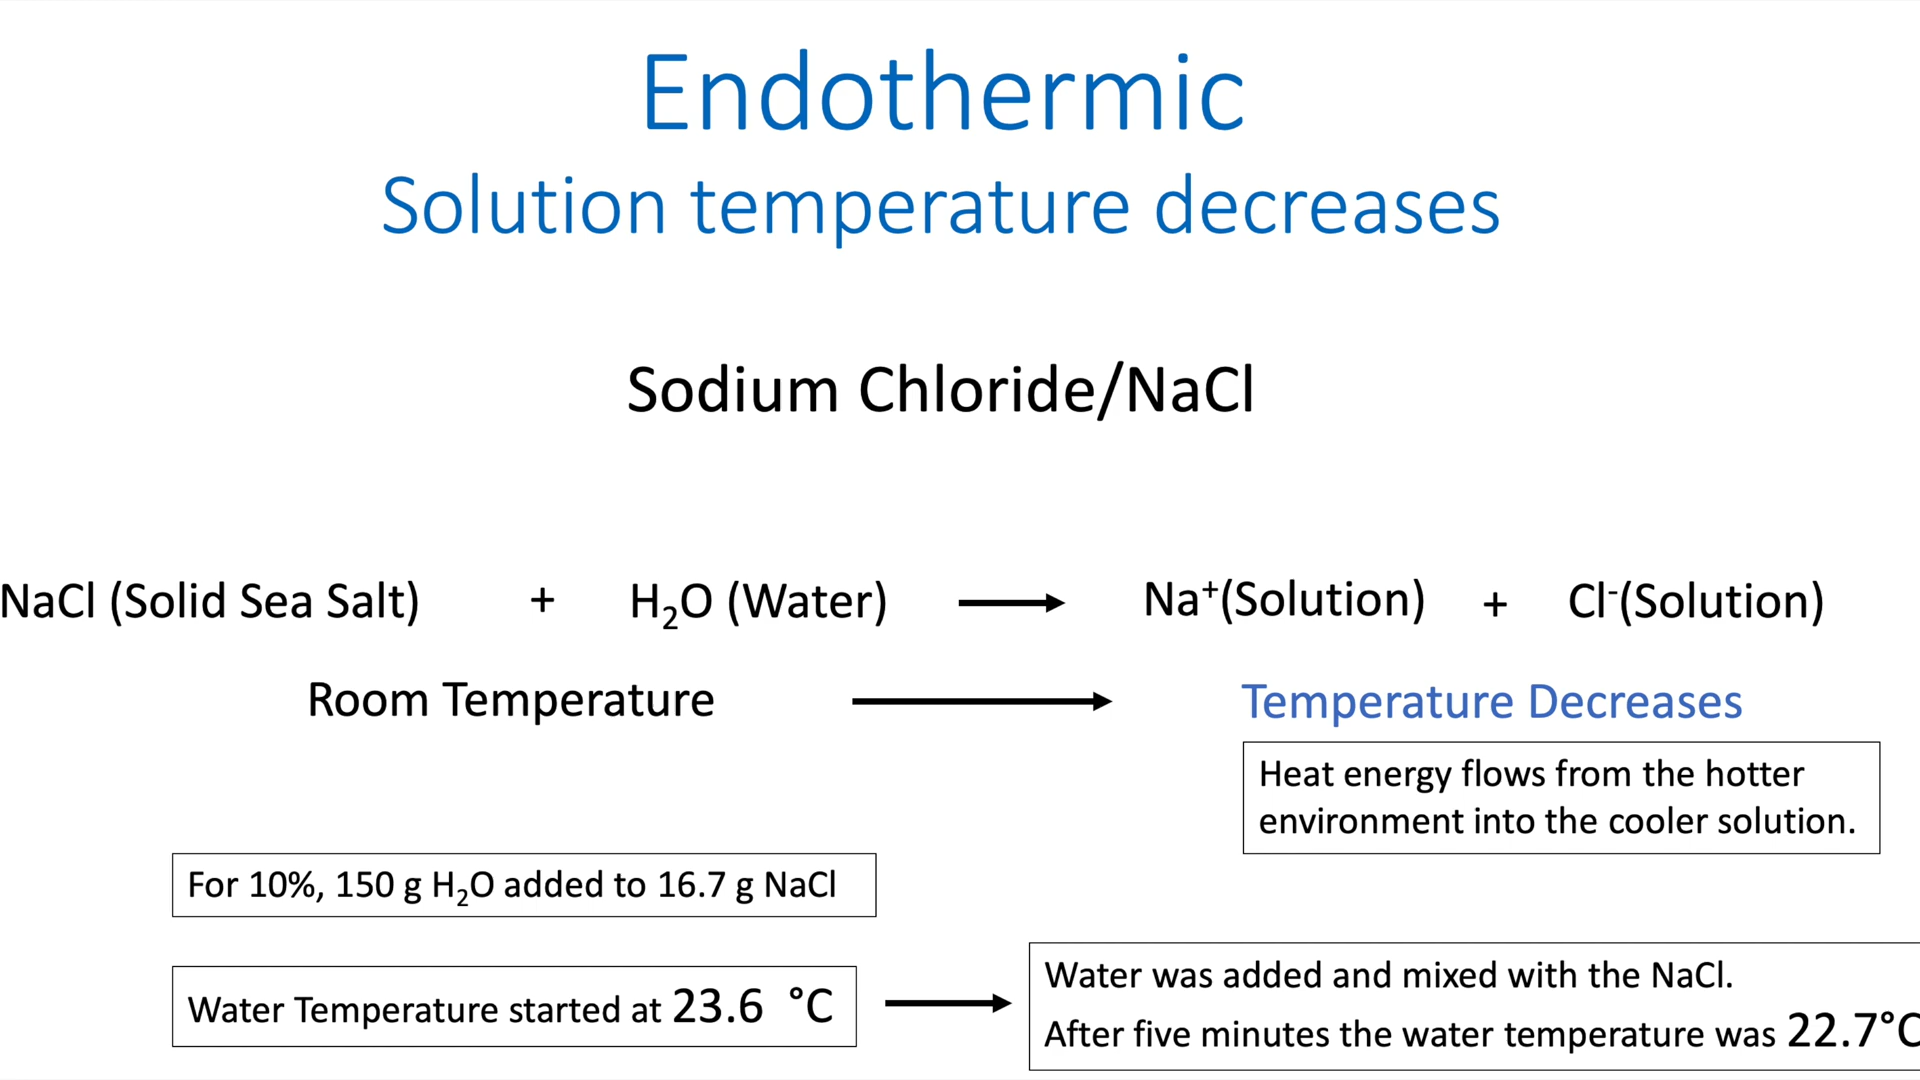 Endothermic
Solution temperature decreases
Sodium Chloride/NaCl
NaCl (Solid Sea Salt) + H₂O (Water) → Na⁺(Solution) + Cl⁻(Solution)
Room Temperature → Temperature Decreases
Heat energy flows from the hotter
environment into the cooler solution.
For 10%, 150 g H₂O added to 16.7 g NaCl
Water Temperature started at 23.6 °C →
Water was added and mixed with the NaCl.
After five minutes the water temperature was 22.7°C